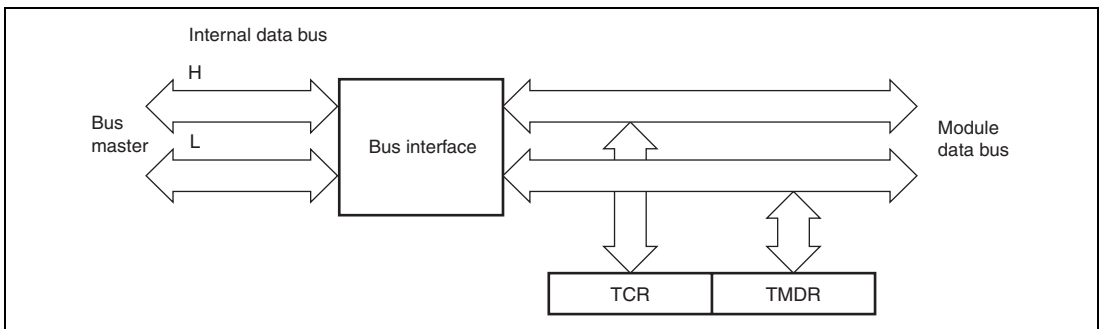 Internal data bus
H
Bus
master
L
Bus interface
Module
data bus
TCR
TMDR